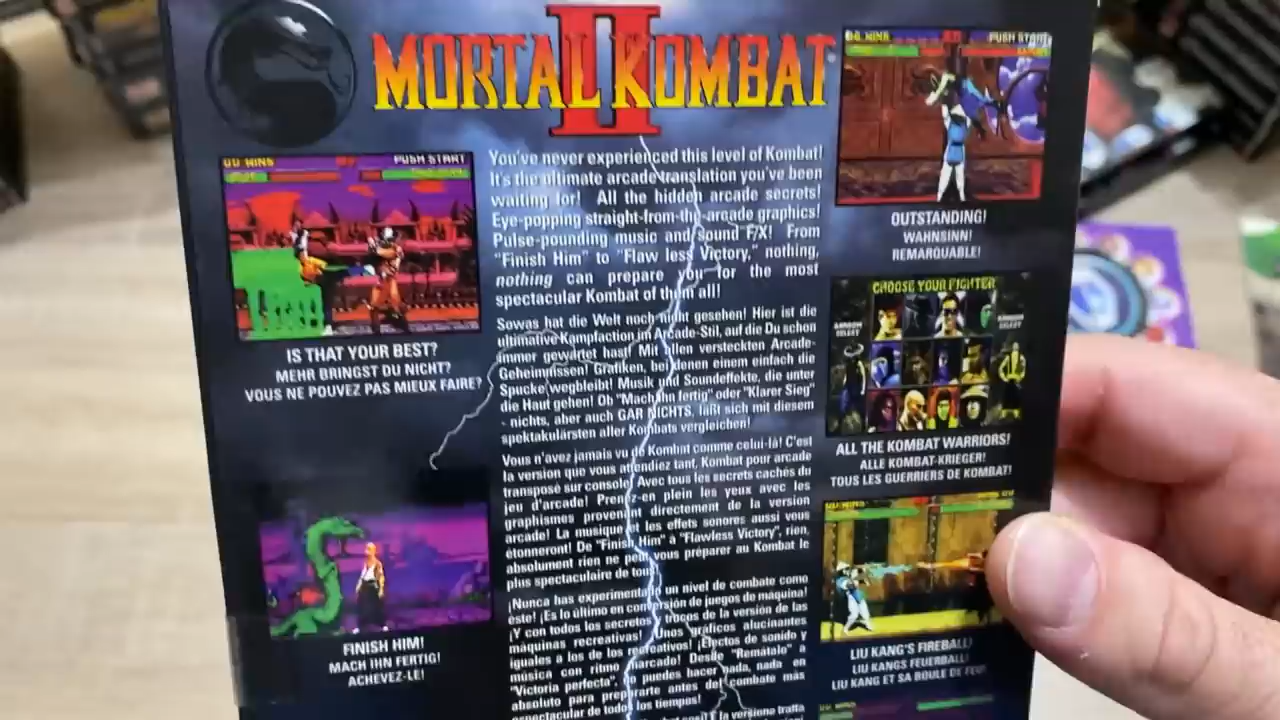 MORTAL KOMBAT
II
00 WINS
PUSH START
IS THAT YOUR BEST?
MEHR BRINGST DU NICHT?
VOUS NE POUVEZ PAS MIEUX FAIRE?
FINISH HIM!
MACH IHN FERTIG!
ACHEVEZ-LE!
You've never experienced this level of Kombat!
It's the ultimate arcade translation you've been
waiting for! All the hidden arcade secrets!
Eye-popping straight-from-the-arcade graphics!
Pulse-pounding music and sound F/X! From
"Finish Him" to "Flaw less Victory," nothing,
nothing can prepare you for the most
spectacular Kombat of them all!
Sowas hat die Welt noch nicht gesehen! Hier ist die
ultimative Kampfaction im Arcade-Stil, auf die Du schon
immer gewartet hast! Mit allen versteckten Arcade-
Geheimnissen! Grafiken, bei denen einem einfach die
Spucke wegbleibt! Musik und Soundeffekte, die unter
die Haut gehen! Ob "Mach ihn fertig" oder "Klarer Sieg"
- nichts, aber auch GAR NICHTS, läßt sich mit diesem
spektakulärsten aller Kombats vergleichen!
Vous n'avez jamais vu de Kombat comme celui-là! C'est
la version que vous attendiez tant, Kombat pour arcade
transposé sur console! Avec tous les secrets cachés du
jeu d'arcade! Prenez-en plein les yeux avec les
graphismes provenant directement de la version
arcade! La musique et les effets sonores aussi vous
étonneront! De "Finish Him" à "Flawless Victory", rien,
absolument rien ne peut vous préparer au Kombat le
plus spectaculaire de tous!
¡Nunca has experimentado un nivel de combate como
éste! ¡Es lo último en conversión de juegos de máquina!
¡Y con todos los secretos y trucos de la versión de las
máquinas recreativas! ¡Unos gráficos alucinantes
iguales a los de los recreativos! ¡Efectos de sonido y
música con ritmo marcado! Desde "Remátalo" a
"Victoria perfecta", no puedes hacer nada, nada en
absoluto para prepararte antes del combate más
espectacular de todos los tiempos!
versione tratta
00 WINS
PUSH START
OUTSTANDING!
WAHNSINN!
REMARQUABLE!
CHOOSE YOUR FIGHTER
RANDOM
SELECT
RANDOM
SELECT
ALL THE KOMBAT WARRIORS!
ALLE KOMBAT-KRIEGER!
TOUS LES GUERRIERS DE KOMBAT!
00 WINS
LIU KANG'S FIREBALL!
LIU KANGS FEUERBALL!
LIU KANG ET SA BOULE DE FEU!